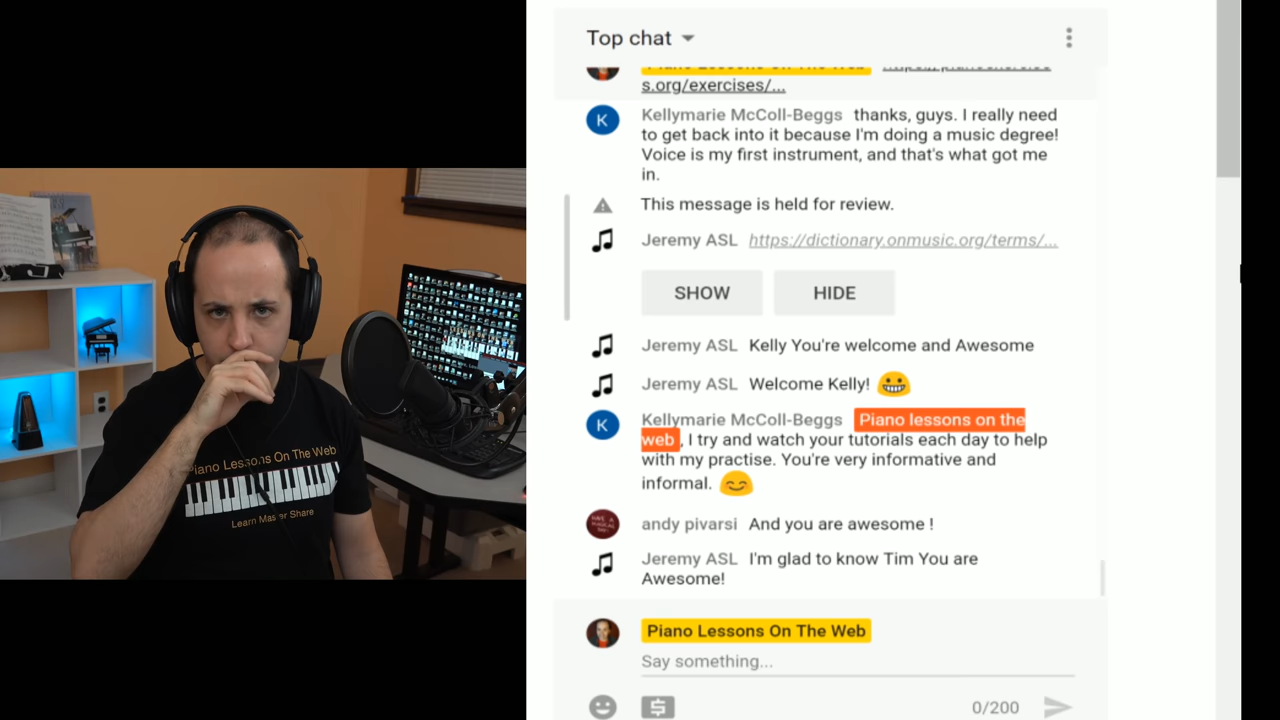 Top chat
Piano Lessons On The Web
s.org/exercises/...
K
Kellymarie McColl-Beggs thanks, guys. I really need
to get back into it because I'm doing a music degree!
Voice is my first instrument, and that's what got me
in.
This message is held for review.
Jeremy ASL https://dictionary.onmusic.org/terms/...
SHOW HIDE
Jeremy ASL Kelly You're welcome and Awesome
Jeremy ASL Welcome Kelly! 😀
K
Kellymarie McColl-Beggs Piano lessons on the
web, I try and watch your tutorials each day to help
with my practise. You're very informative and
informal. 😊
andy pivarsi And you are awesome !
Jeremy ASL I'm glad to know Tim You are
Awesome!
Piano Lessons On The Web
Say something...
0/200
Piano Lessons On The Web
Learn Master Share